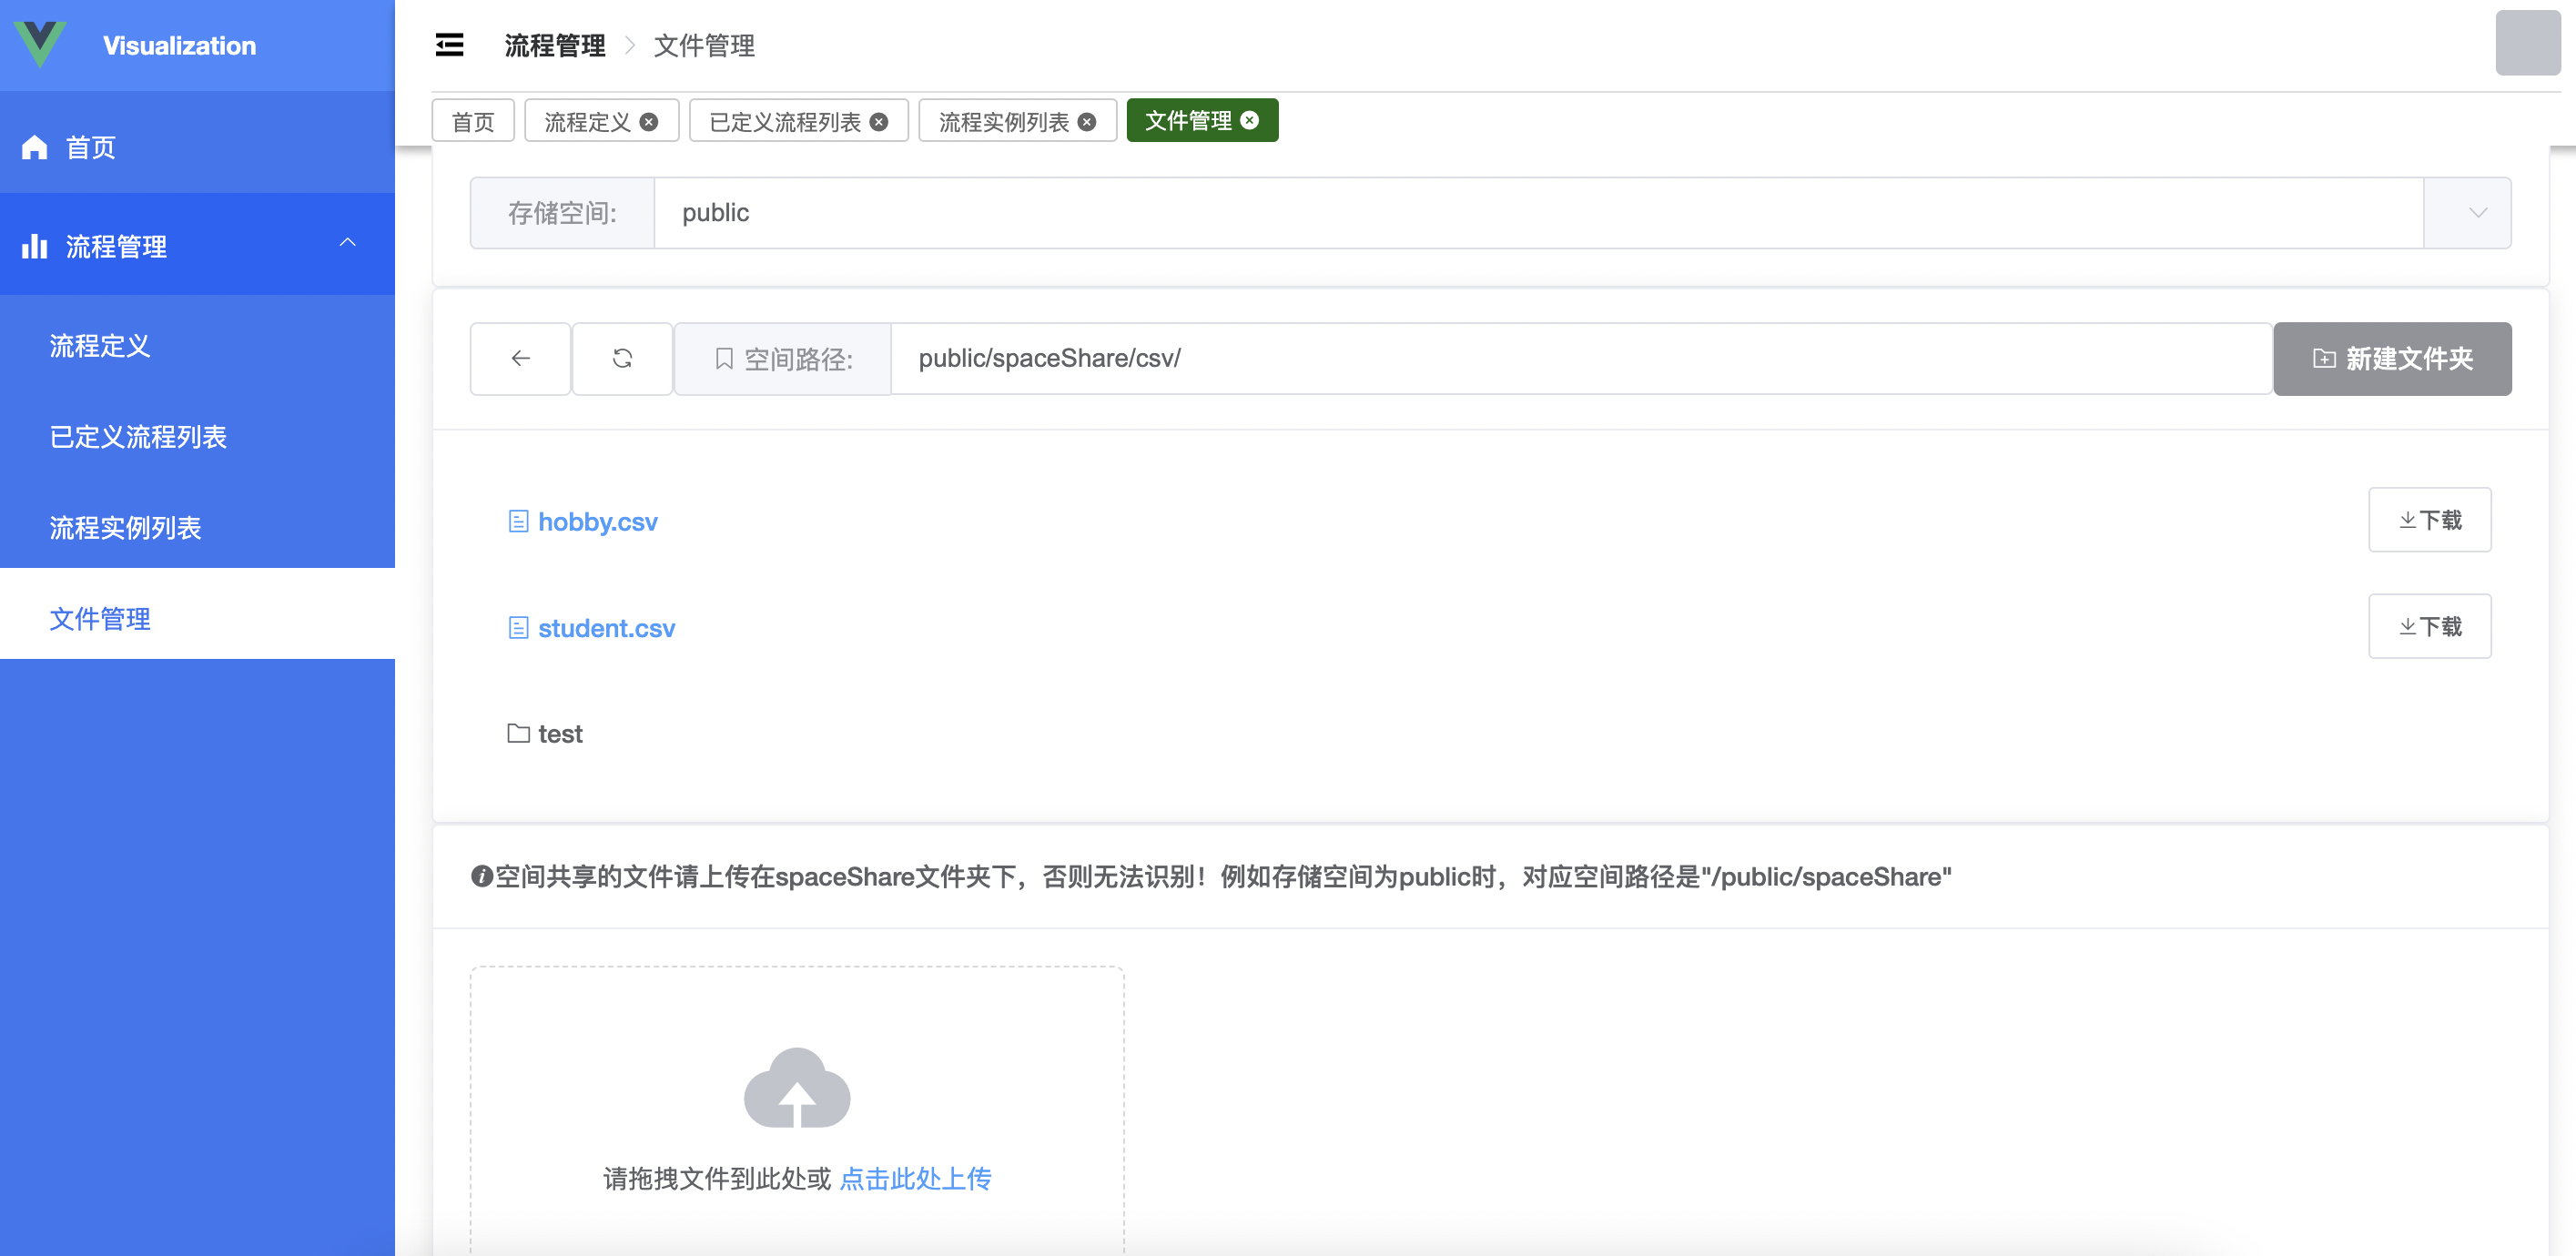 Visualization
首页
流程管理
流程定义
已定义流程列表
流程实例列表
文件管理
流程管理 文件管理
首页 流程定义 已定义流程列表 流程实例列表 文件管理
存储空间: public
空间路径: public/spaceShare/csv/ 新建文件夹
hobby.csv 下载
student.csv 下载
test
空间共享的文件请上传在spaceShare文件夹下，否则无法识别！例如存储空间为public时，对应空间路径是"/public/spaceShare"
请拖拽文件到此处或 点击此处上传